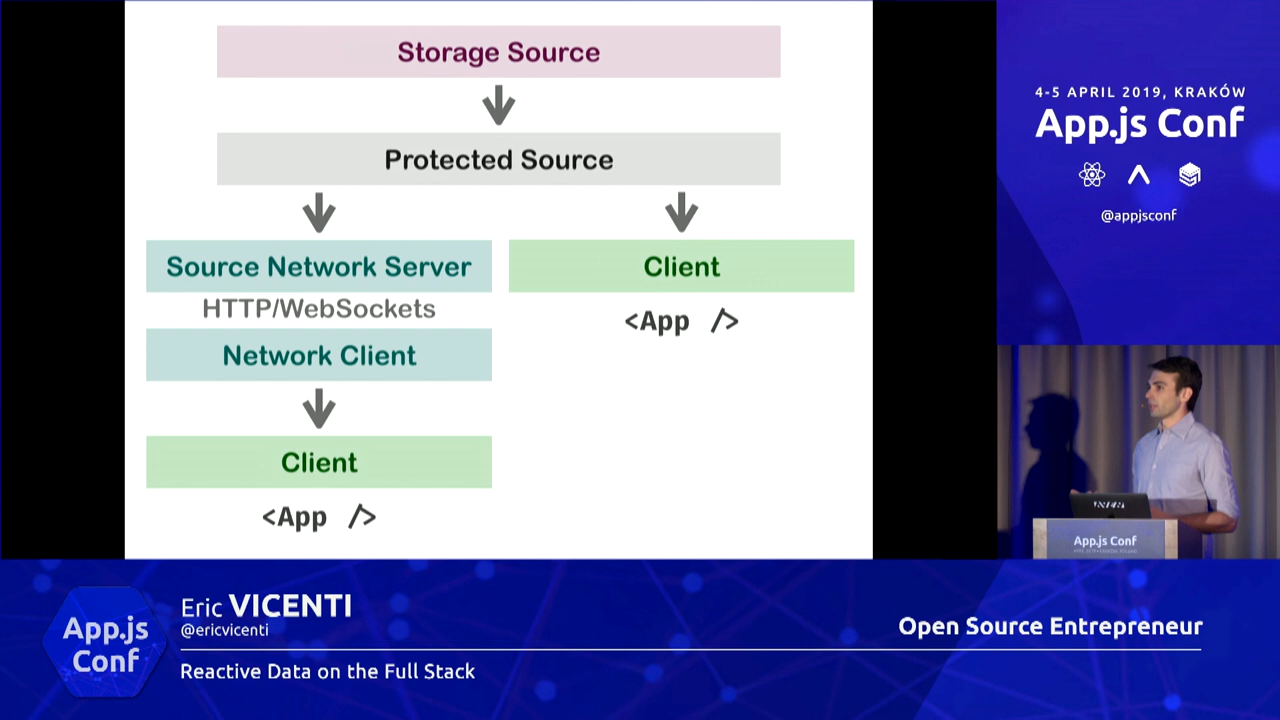 Storage Source
Protected Source
Source Network Server
HTTP/WebSockets
Network Client
Client
<App />
Client
<App />
4-5 APRIL 2019, KRAKÓW
App.js Conf
@appjsconf
App.js Conf
App.js
Conf
Eric VICENTI
@ericvicenti
Reactive Data on the Full Stack
Open Source Entrepreneur